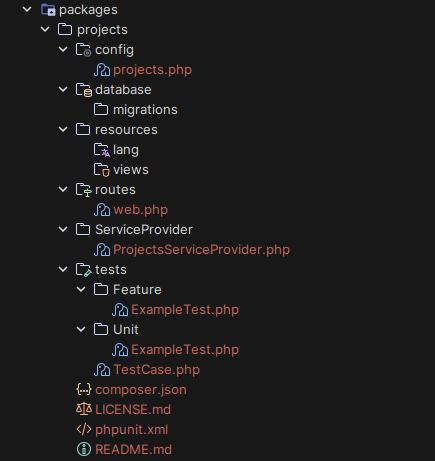 packages
projects
config
projects.php
database
migrations
resources
lang
views
routes
web.php
ServiceProvider
ProjectsServiceProvider.php
tests
Feature
ExampleTest.php
Unit
ExampleTest.php
TestCase.php
composer.json
LICENSE.md
phpunit.xml
README.md